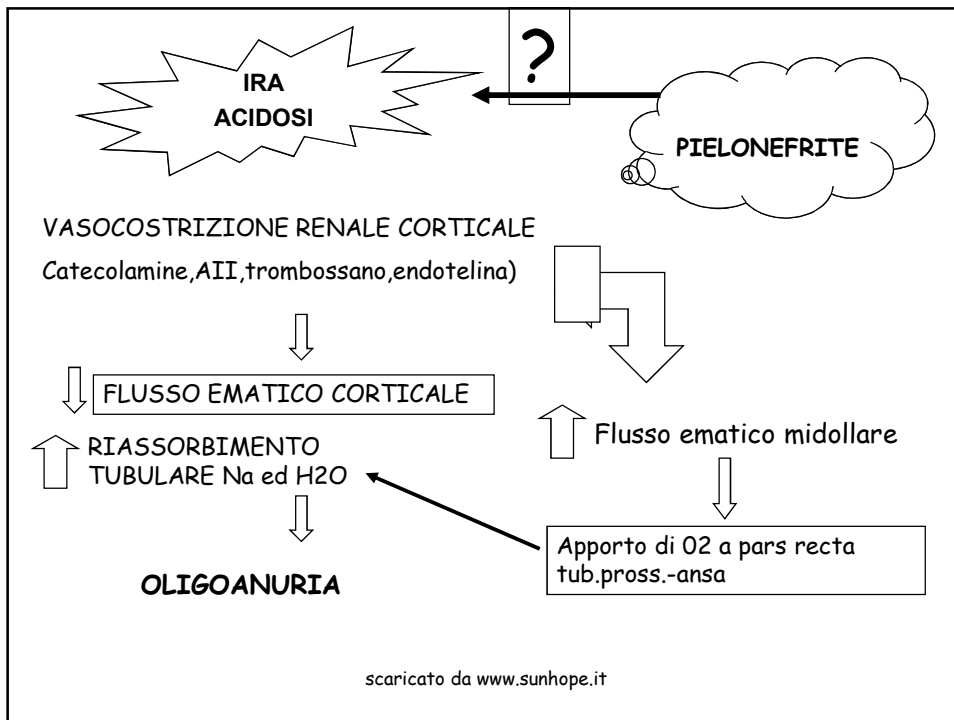 ?
IRA
ACIDOSI
PIELONEFRITE
VASOCOSTRIZIONE RENALE CORTICALE
Catecolamine,AII,trombossano,endotelina)
FLUSSO EMATICO CORTICALE
RIASSORBIMENTO
TUBULARE Na ed H2O
OLIGOANURIA
Flusso ematico midollare
Apporto di 02 a pars recta
tub.pross.-ansa
scaricato da www.sunhope.it